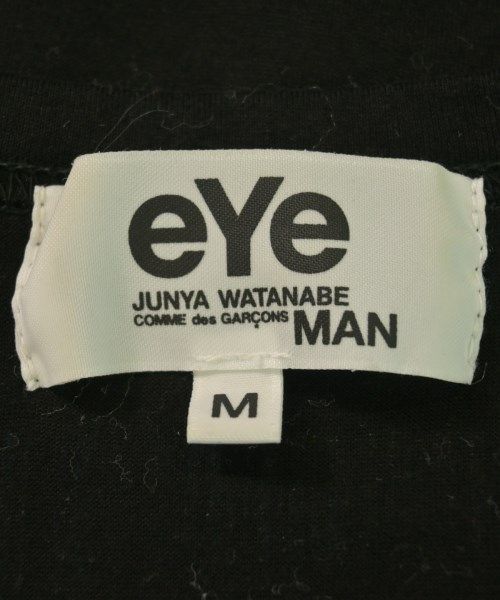 eYe
JUNYA WATANABE
COMME des GARÇONS MAN
M